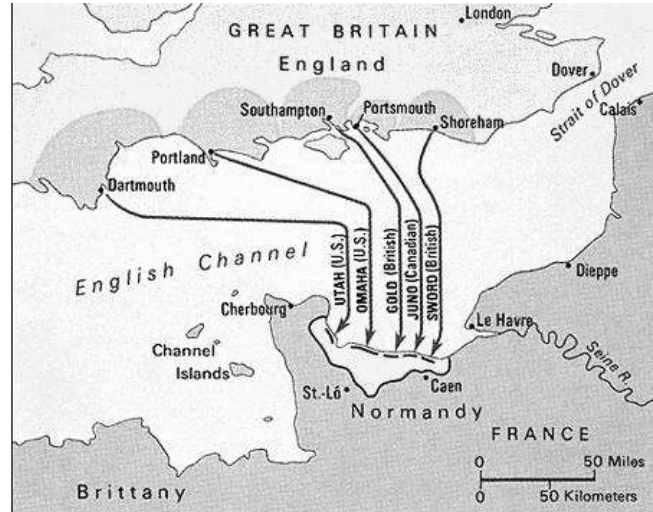 London
GREAT BRITAIN
England
Dover
Strait of Dover
Calais
Southampton
Portsmouth
Shoreham
Portland
Dartmouth
English Channel
UTAH (U.S.)
OMAHA (U.S.)
GOLD (British)
JUNO (Canadian)
SWORD (British)
Dieppe
Cherbourg
Le Havre
Channel
Islands
Seine R.
St.-Ló
Caen
Normandy
FRANCE
0 50 Miles
0 50 Kilometers
Brittany